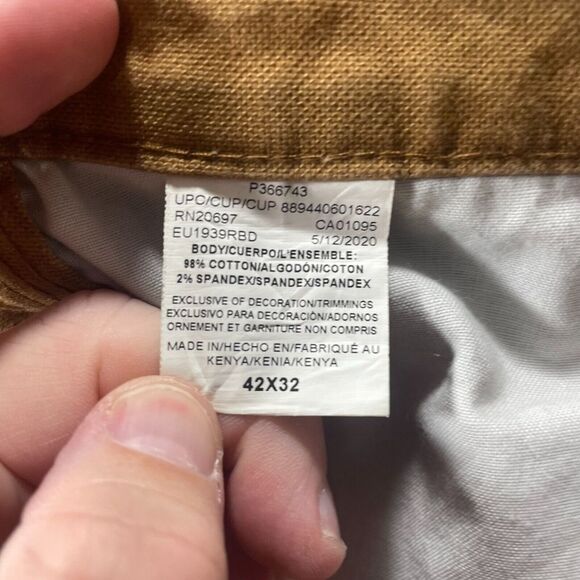 P366743
UPC/CUP/CUP 889440601622
RN20697 CA01095
EU1939RBD 5/12/2020
BODY/CUERPO/L'ENSEMBLE:
98% COTTON/ALGODÓN/COTON
2% SPANDEX/SPANDEX/SPANDEX
EXCLUSIVE OF DECORATION/TRIMMINGS
EXCLUSIVO PARA DECORACIÓN/ADORNOS
ORNEMENT ET GARNITURE NON COMPRIS
MADE IN/HECHO EN/FABRIQUÉ AU
KENYA/KENIA/KENYA
42X32